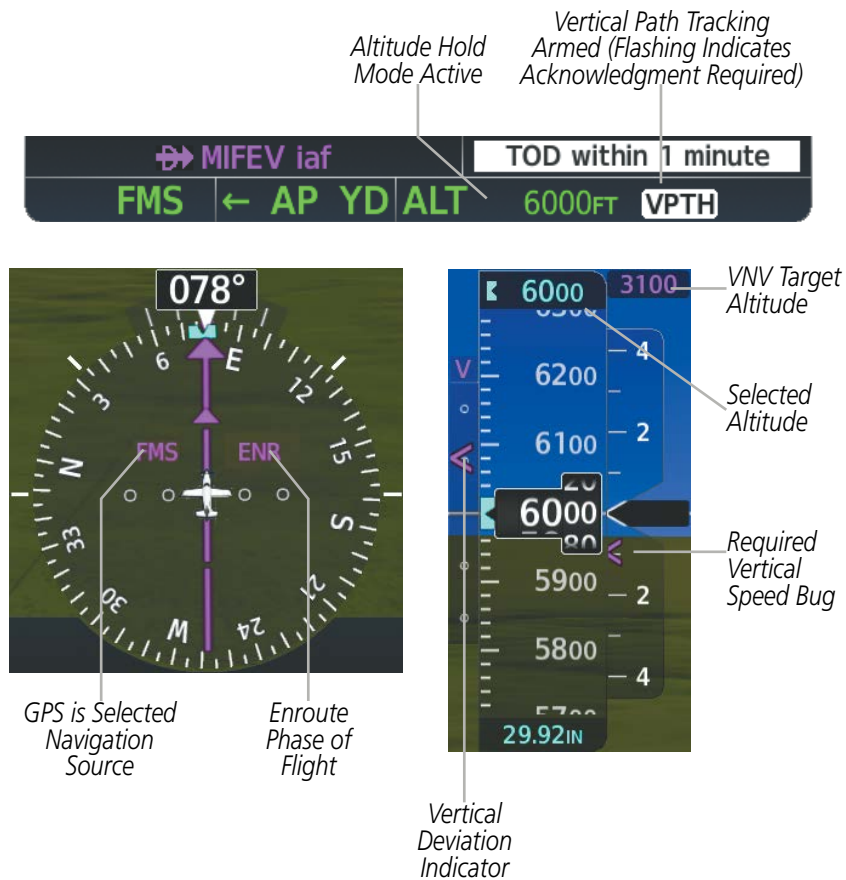 Altitude Hold
Mode Active
Vertical Path Tracking
Armed (Flashing Indicates
Acknowledgment Required)
MIFEV iaf
TOD within 1 minute
FMS ← AP YD ALT 6000FT VPTH
078°
6 E
3 12
FMS ENR
N 15
S
33
30 21
W 24
6000 3100
V
4
6200
2
6100
20
6000
80
5900
2
5800
4
29.92IN
VNV Target
Altitude
Selected
Altitude
Required
Vertical
Speed Bug
GPS is Selected
Navigation
Source
Enroute
Phase of
Flight
Vertical
Deviation
Indicator